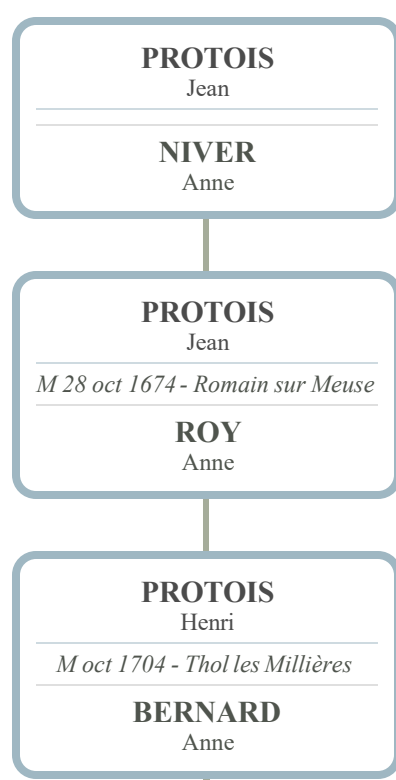 PROTOIS
Jean
NIVER
Anne
PROTOIS
Jean
M 28 oct 1674 - Romain sur Meuse
ROY
Anne
PROTOIS
Henri
M oct 1704 - Thol les Millières
BERNARD
Anne